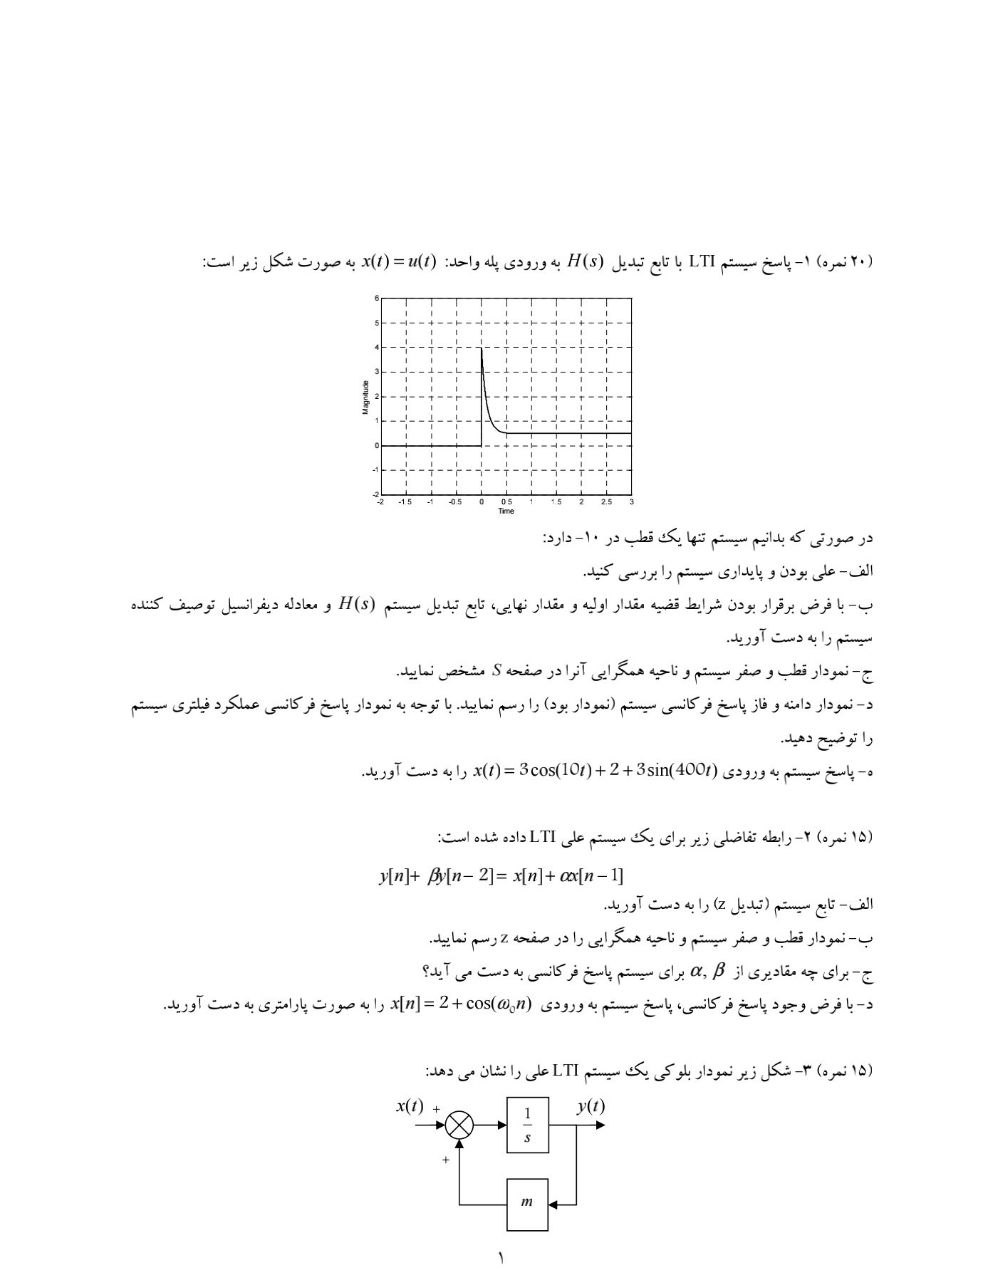 (۲۰ نمره) ۱- پاسخ سیستم LTI با تابع تبدیل H(s) به ورودی پله واحد: x(t) = u(t) به صورت شکل زیر است:
6
5
4
3
2
1
0
-1
-2
Magnitude
-2 -1.5 -1 -0.5 0 0.5 1 1.5 2 2.5 3
Time
در صورتی که بدانیم سیستم تنها یک قطب در ۱۰- دارد:
الف- علی بودن و پایداری سیستم را بررسی کنید.
ب- با فرض برقرار بودن شرایط قضیه مقدار اولیه و مقدار نهایی، تابع تبدیل سیستم H(s) و معادله دیفرانسیل توصیف کننده
سیستم را به دست آورید.
ج- نمودار قطب و صفر سیستم و ناحیه همگرایی آنرا در صفحه S مشخص نمایید.
د- نمودار دامنه و فاز پاسخ فرکانسی سیستم (نمودار بود) را رسم نمایید. با توجه به نمودار پاسخ فرکانسی عملکرد فیلتری سیستم
را توضیح دهید.
ه- پاسخ سیستم به ورودی x(t) = 3cos(10t) + 2 + 3sin(400t) را به دست آورید.
(۱۵ نمره) ۲- رابطه تفاضلی زیر برای یک سیستم علی LTI داده شده است:
y[n]+ βy[n− 2]= x[n]+ αx[n−1]
الف- تابع سیستم (تبدیل z) را به دست آورید.
ب- نمودار قطب و صفر سیستم و ناحیه همگرایی را در صفحه z رسم نمایید.
ج- برای چه مقادیری از α, β برای سیستم پاسخ فرکانسی به دست می آید؟
د- با فرض وجود پاسخ فرکانسی، پاسخ سیستم به ورودی x[n] = 2 + cos(ω₀n) را به صورت پارامتری به دست آورید.
(۱۵ نمره) ۳- شکل زیر نمودار بلوکی یک سیستم LTI علی را نشان می دهد:
x(t) + 1/s y(t)
+ m
۱